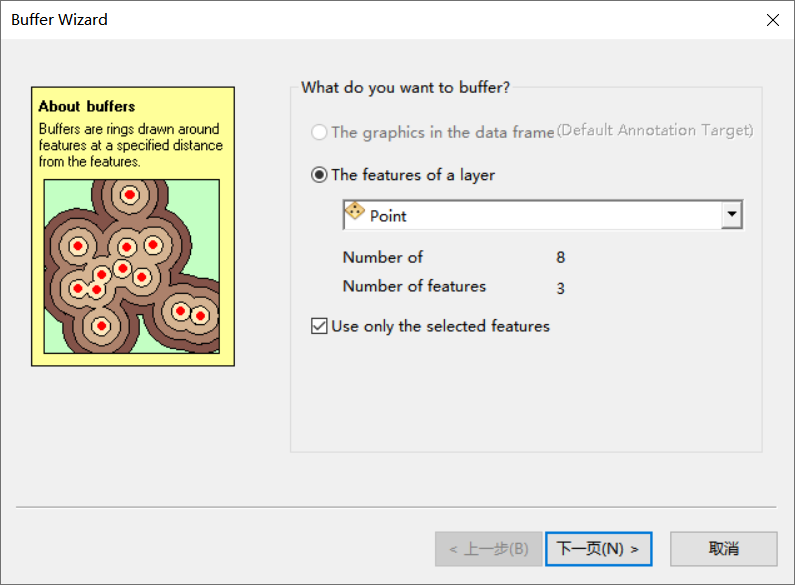 Buffer Wizard
About buffers
Buffers are rings drawn around
features at a specified distance
from the features.
What do you want to buffer?
The graphics in the data frame (Default Annotation Target)
The features of a layer
Point
Number of 8
Number of features 3
Use only the selected features
< 上一步(B)
下一页(N) >
取消